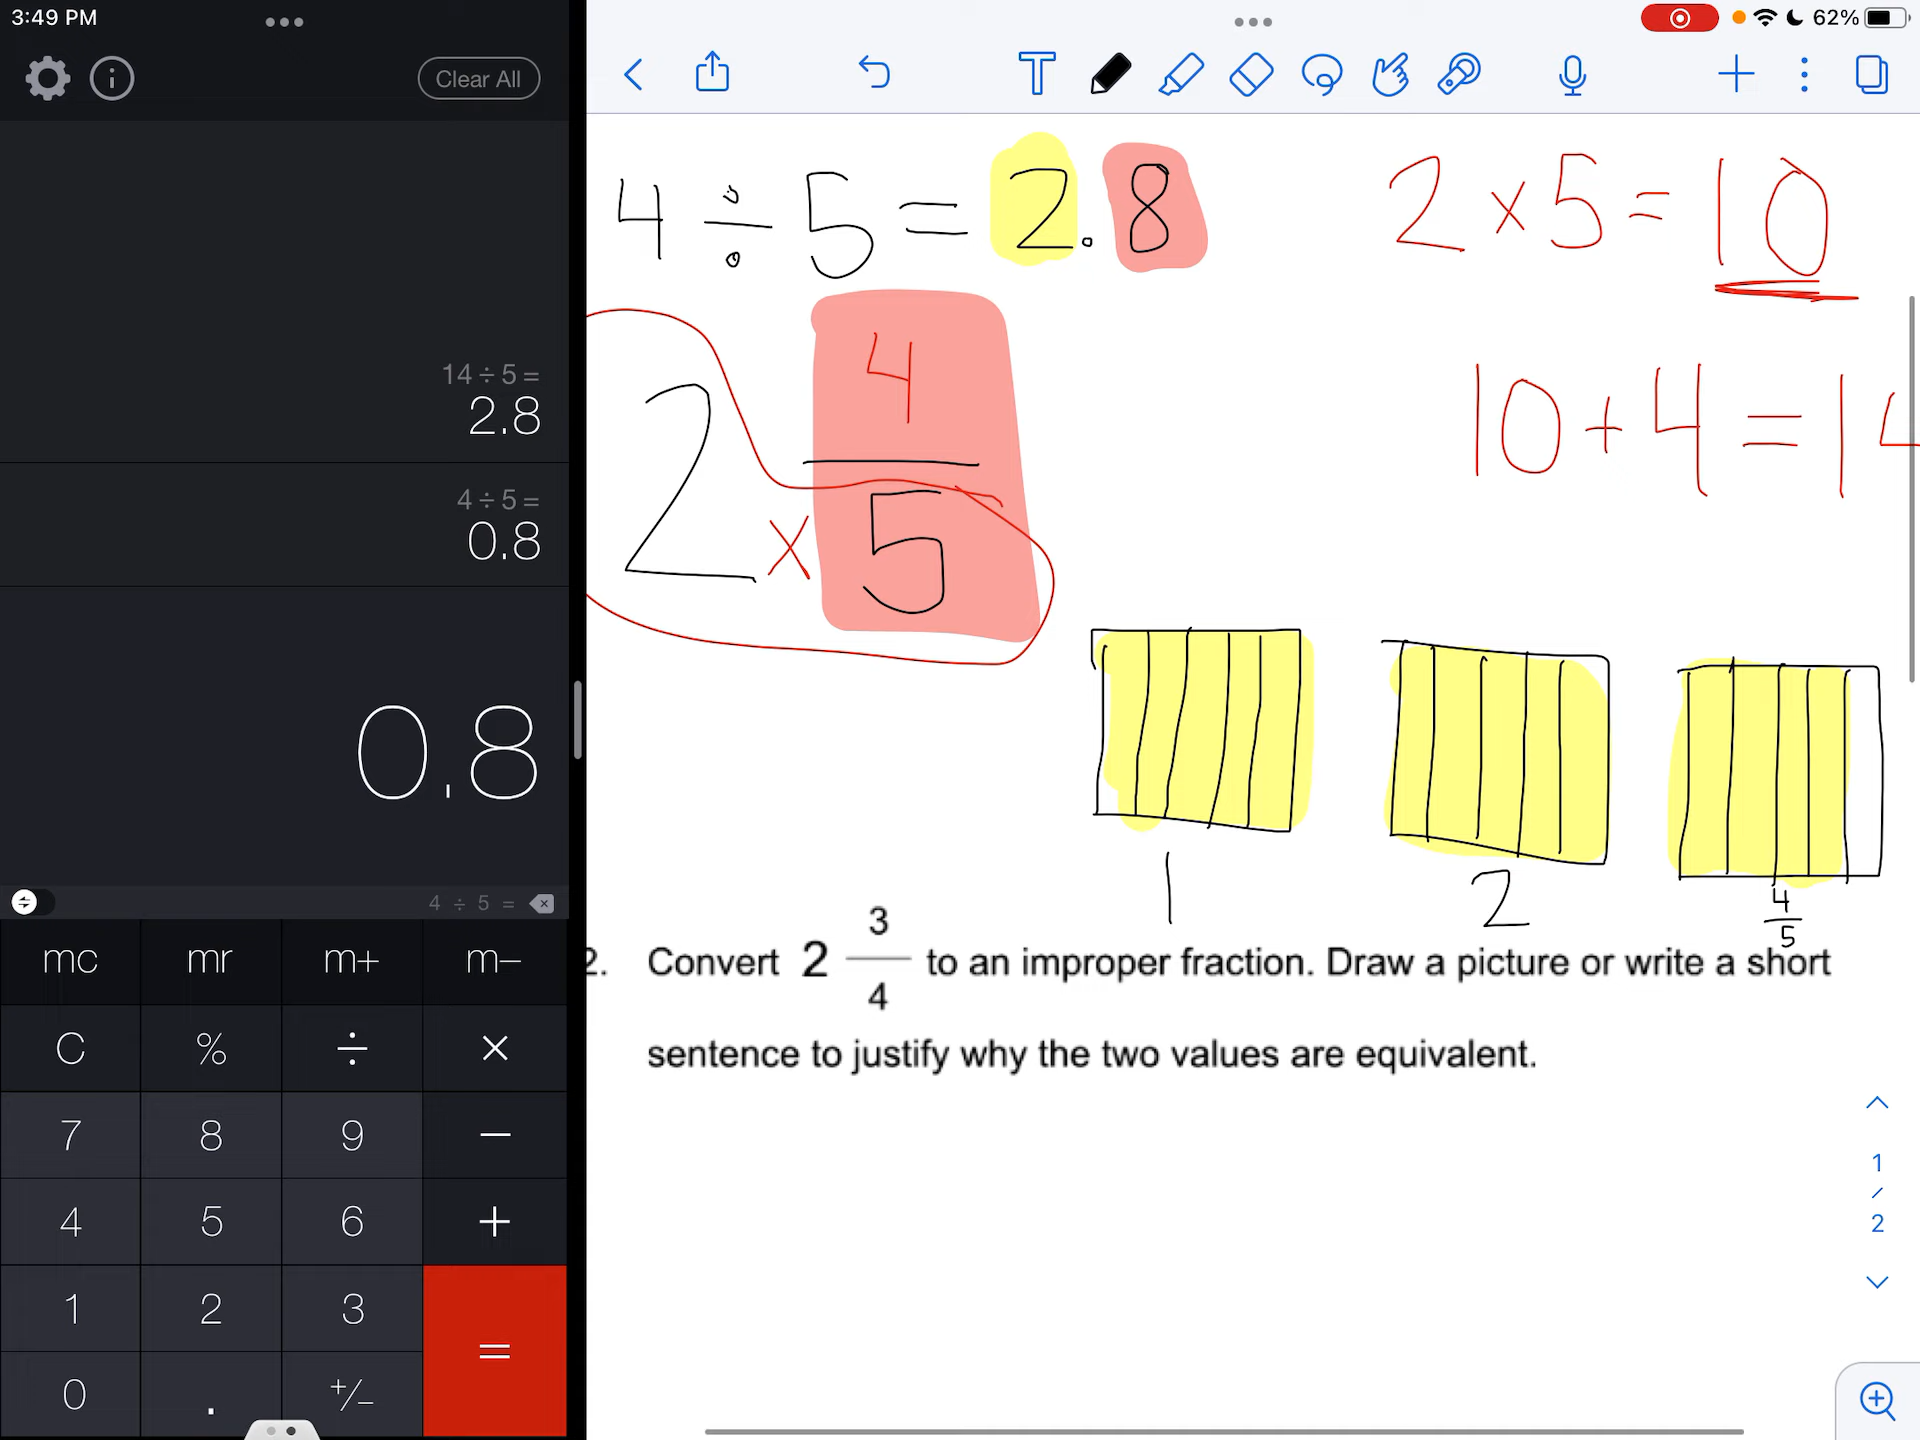 3:49 PM
62%
Clear All
14 ÷ 5 =
2.8
4 ÷ 5 =
0.8
0.8
4 ÷ 5 =
mc mr m+ m−
C % ÷ ×
7 8 9 −
4 5 6 +
1 2 3 =
0 . +/−
T
4 ÷ 5 = 2.8
2 × 5 = 10
4
2 × 5
10 + 4 = 14
1
2
4
5
2. Convert 2 3/4 to an improper fraction. Draw a picture or write a short
sentence to justify why the two values are equivalent.
1
/
2